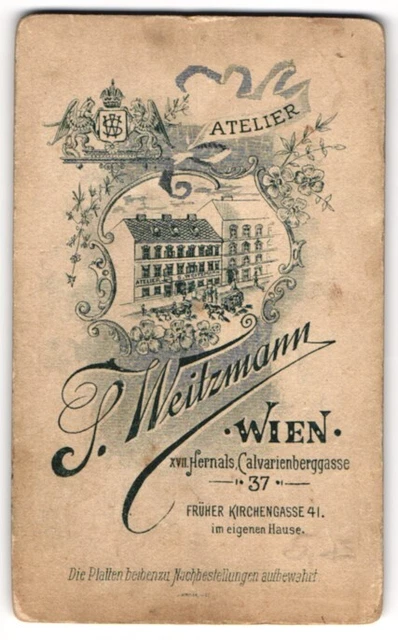 ATELIER
S. Weitzmann
·WIEN·
XVII. Hernals, Calvarienberggasse
37
FRÜHER KIRCHENGASSE 41.
im eigenen Hause.
Die Platten bleiben zu Nachbestellungen aufbewahrt